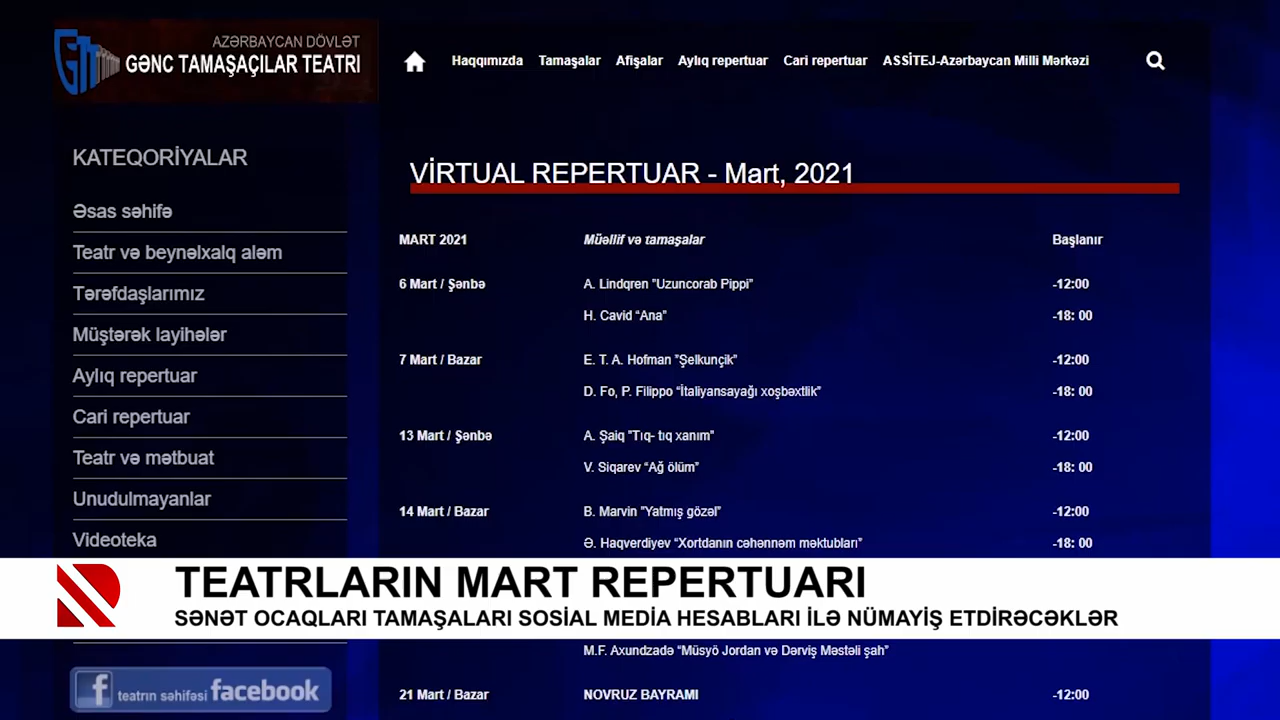 AZƏRBAYCAN DÖVLƏT
GƏNC TAMAŞAÇILAR TEATRI
Haqqımızda Tamaşalar Afişalar Aylıq repertuar Cari repertuar ASSİTEJ-Azərbaycan Milli Mərkəzi
KATEQORİYALAR
Əsas səhifə
Teatr və beynəlxalq aləm
Tərəfdaşlarımız
Müştərək layihələr
Aylıq repertuar
Cari repertuar
Teatr və mətbuat
Unudulmayanlar
Videoteka
teatrın səhifəsi facebook
VİRTUAL REPERTUAR - Mart, 2021
MART 2021 Müəllif və tamaşalar Başlanır
6 Mart / Şənbə A. Lindqren "Uzuncorab Pippi” -12:00
H. Cavid “Ana” -18: 00
7 Mart / Bazar E. T. A. Hofman "Şelkunçik” -12:00
D. Fo, P. Filippo “İtaliyansayağı xoşbəxtlik” -18: 00
13 Mart / Şənbə A. Şaiq "Tıq- tıq xanım" -12:00
V. Siqarev “Ağ ölüm” -18: 00
14 Mart / Bazar B. Marvin "Yatmış gözəl” -12:00
Ə. Haqverdiyev “Xortdanın cəhənnəm məktubları” -18: 00
TEATRLARIN MART REPERTUARI
SƏNƏT OCAQLARI TAMAŞALARI SOSİAL MEDİA HESABLARI İLƏ NÜMAYİŞ ETDİRƏCƏKLƏR
M.F. Axundzadə “Müsyö Jordan və Dərviş Məstəli şah”
21 Mart / Bazar NOVRUZ BAYRAMI -12:00